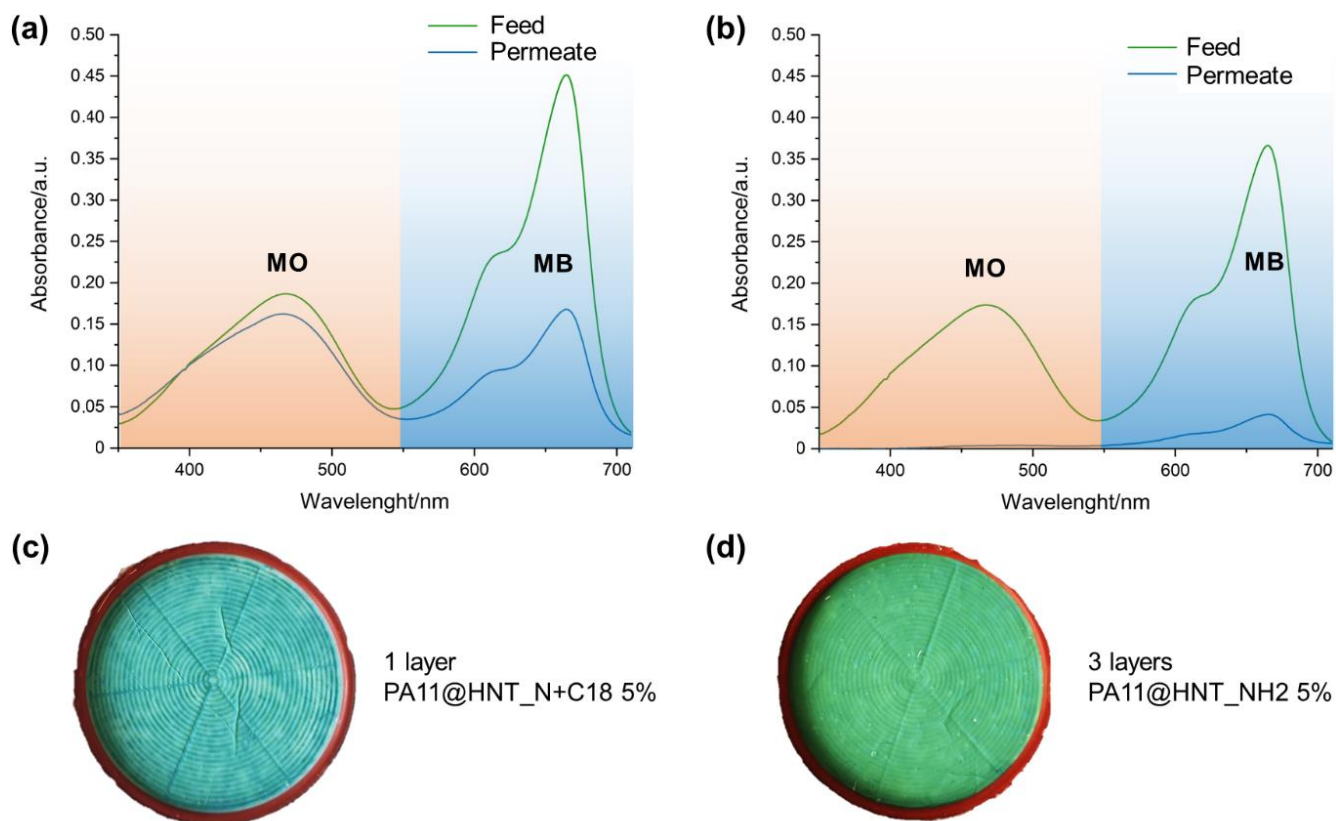 (a)
Feed
Permeate
0.50
0.45
0.40
0.35
0.30
0.25
0.20
0.15
0.10
0.05
0
Absorbance/a.u.
MO
MB
400
500
600
700
Wavelenght/nm
(b)
Feed
Permeate
0.50
0.45
0.40
0.35
0.30
0.25
0.20
0.15
0.10
0.05
0
Absorbance/a.u.
MO
MB
400
500
600
700
Wavelenght/nm
(c)
1 layer
PA11@HNT_N+C18 5%
(d)
3 layers
PA11@HNT_NH2 5%